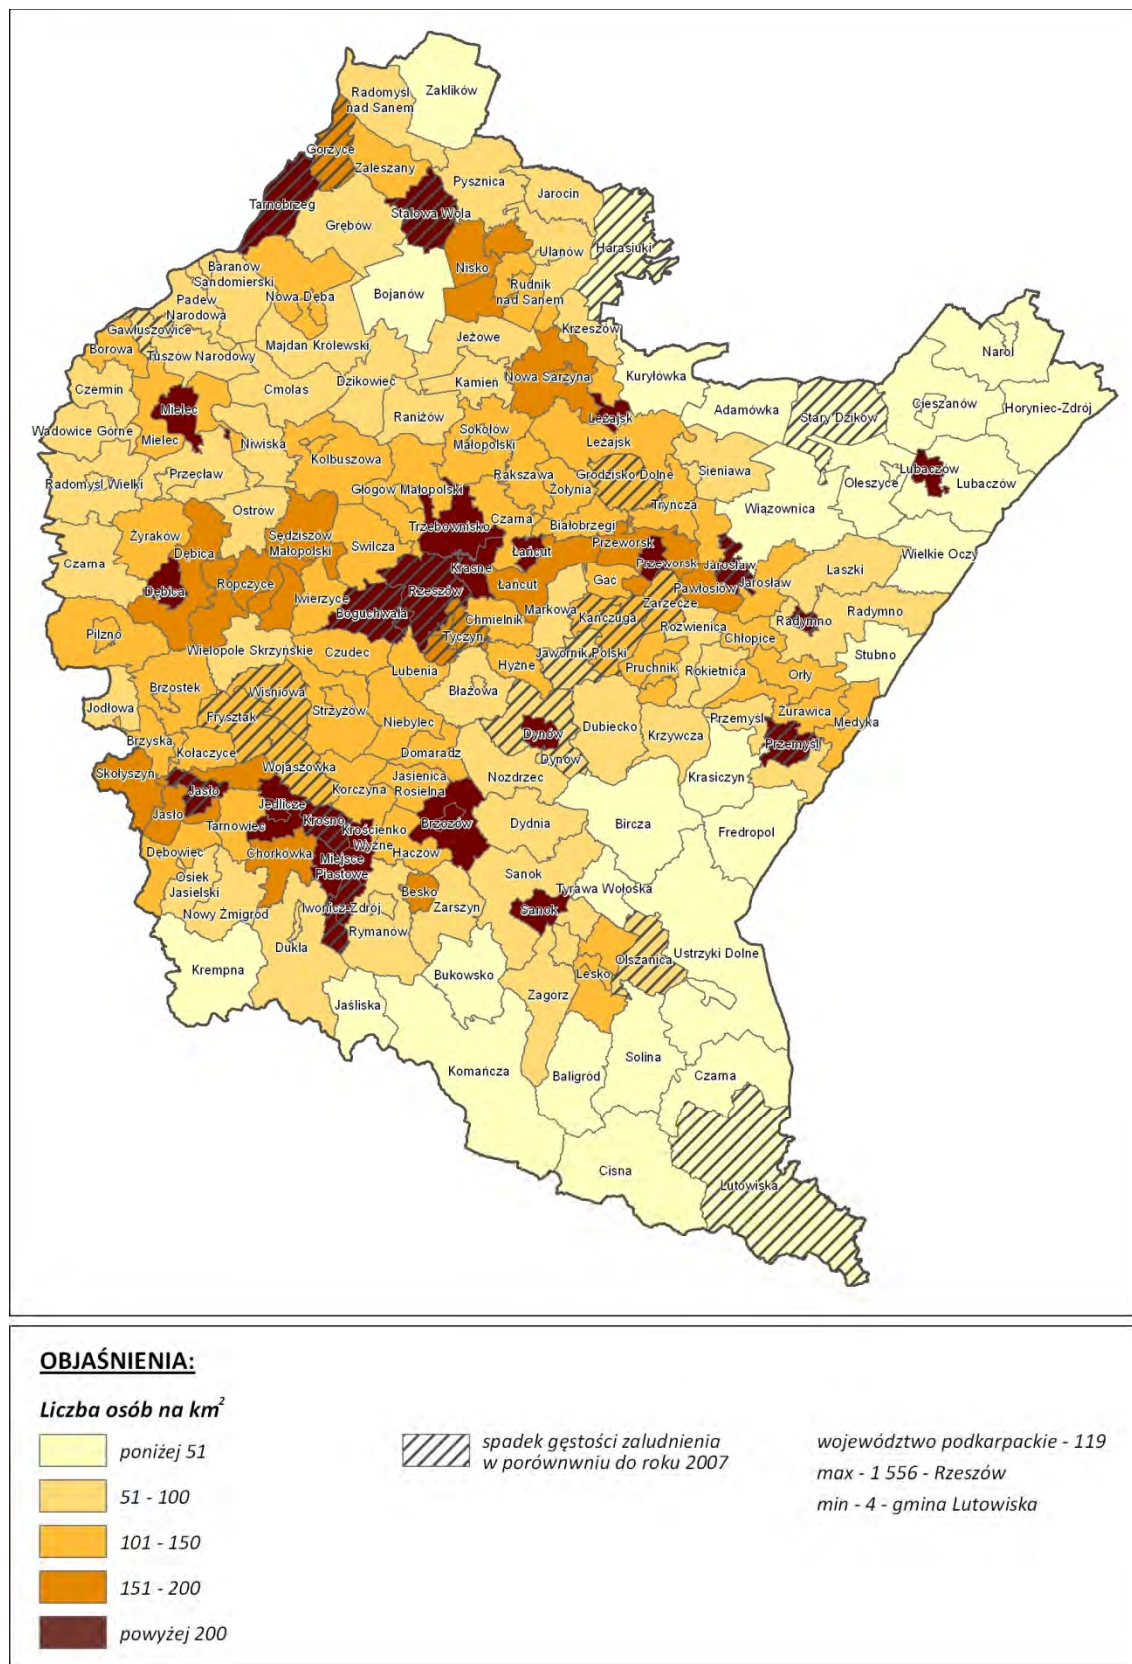 Radomyśl
nad Sanem
Zaklików
Gorzyce
Zaleszany
Pysznica
Jarocin
Tarnobrzeg
Stalowa Wola
Grębów
Harasiuki
Ulanów
Nisko
Baranów
Sandomierski
Bojanów
Rudnik
nad Sanem
Nowa Dęba
Padew
Narodowa
Gawłuszowice
Krzeszów
Borowa
Tuszów Narodowy
Majdan Królewski
Jeżowe
Narol
Czermin
Cmolas
Dzikowiec
Kamień
Nowa Sarzyna
Kuryłówka
Cieszanów
Horyniec-Zdrój
Mielec
Raniżów
Leżajsk
Adamówka
Stary Dzików
Wadowice Górne
Mielec
Niwiska
Sokołów
Małopolski
Leżajsk
Kolbuszowa
Sieniawa
Lubaczów
Oleszyce
Lubaczów
Radomyśl Wielki
Przecław
Rakszawa
Grodzisko Dolne
Głogów Małopolski
Żołynia
Tryńcza
Wiązownica
Ostrów
Żyraków
Sędziszów
Małopolski
Trzebownisko
Czarna
Białobrzegi
Dębica
Świlcza
Łańcut
Przeworsk
Wielkie Oczy
Czarna
Krasne
Przeworsk
Jarosław
Laszki
Dębica
Ropczyce
Iwierzyce
Rzeszów
Łańcut
Gać
Pawłosiów
Jarosław
Boguchwała
Markowa
Zarzecze
Radymno
Radymno
Chmielnik
Kańczuga
Roźwienica
Pilzno
Tyczyn
Chłopice
Stubno
Wielopole Skrzyńskie
Czudec
Jawornik Polski
Lubenia
Hyżne
Pruchnik
Rokietnica
Orły
Brzostek
Wiśniowa
Błażowa
Jodłowa
Strzyżów
Żurawica
Frysztak
Niebylec
Dubiecko
Przemyśl
Medyka
Dynów
Krzywcza
Brzyska
Kołaczyce
Domaradz
Przemyśl
Dynów
Skołyszyn
Wojaszówka
Jasienica
Rosielna
Nozdrzec
Krasiczyn
Jasło
Korczyna
Jedlicze
Jasło
Krosno
Brzozów
Dydnia
Bircza
Tarnowiec
Krościenko
Wyżne
Fredropol
Dębowiec
Chorkówka
Miejsce
Piastowe
Haczów
Osiek
Jasielski
Sanok
Besko
Tyrawa Wołoska
Nowy Żmigród
Iwonicz-Zdrój
Zarszyn
Sanok
Rymanów
Dukla
Ustrzyki Dolne
Olszanica
Krempna
Bukowsko
Lesko
Zagórz
Jaśliska
Solina
Komańcza
Baligród
Czarna
Cisna
Lutowiska
OBJAŚNIENIA:
Liczba osób na km²
poniżej 51
51 - 100
101 - 150
151 - 200
powyżej 200
spadek gęstości zaludnienia
w porównwniu do roku 2007
województwo podkarpackie - 119
max - 1 556 - Rzeszów
min - 4 - gmina Lutowiska